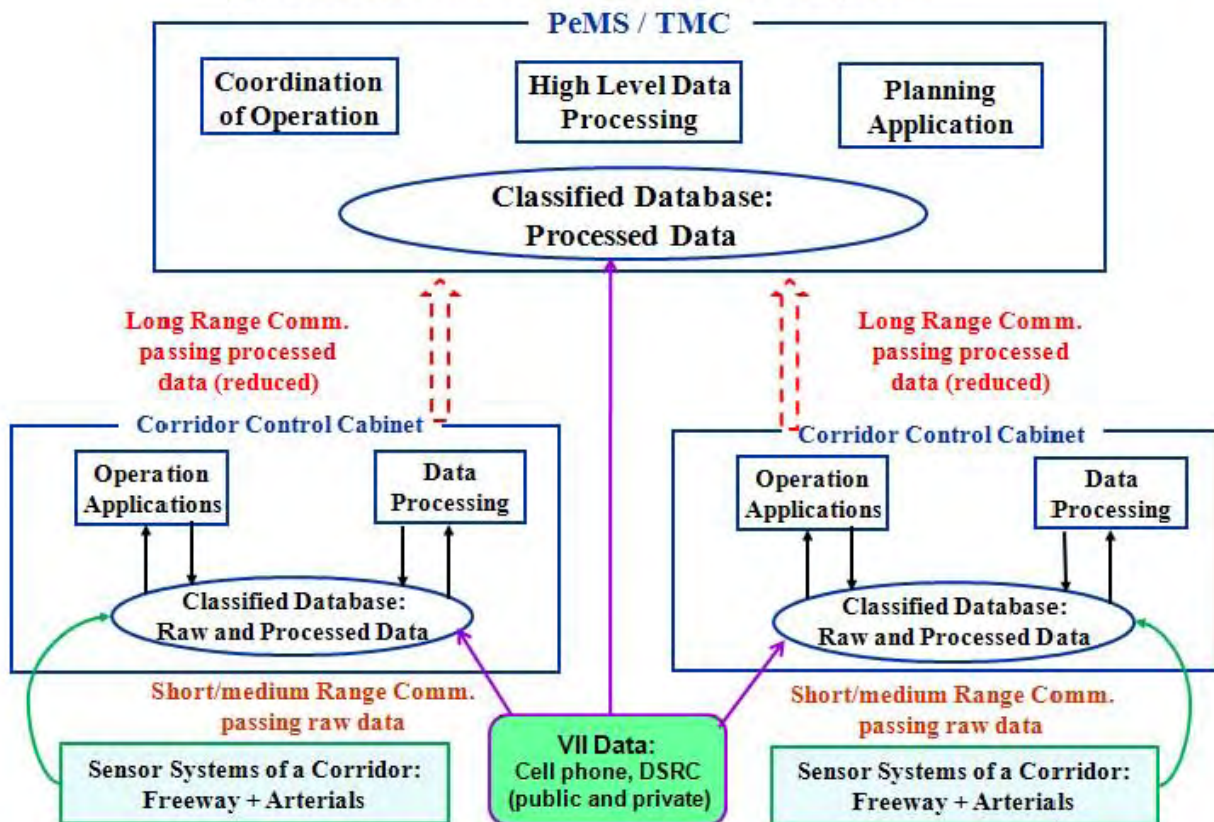 PeMS / TMC
Coordination
of Operation
High Level Data
Processing
Planning
Application
Classified Database:
Processed Data
Long Range Comm.
passing processed
data (reduced)
Long Range Comm.
passing processed
data (reduced)
Corridor Control Cabinet
Operation
Applications
Data
Processing
Classified Database:
Raw and Processed Data
Corridor Control Cabinet
Operation
Applications
Data
Processing
Classified Database:
Raw and Processed Data
Short/medium Range Comm.
passing raw data
Short/medium Range Comm.
passing raw data
Sensor Systems of a Corridor:
Freeway + Arterials
VII Data:
Cell phone, DSRC
(public and private)
Sensor Systems of a Corridor:
Freeway + Arterials